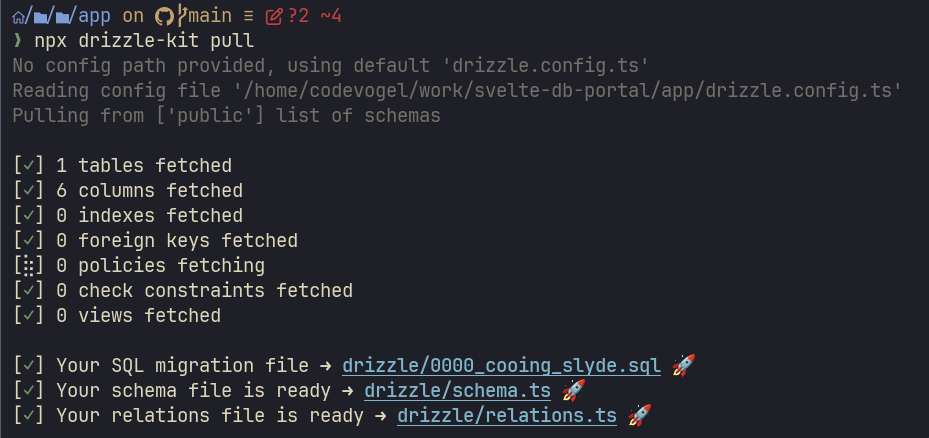 / / /app on main ≡ ?2 ~4
❯ npx drizzle-kit pull
No config path provided, using default 'drizzle.config.ts'
Reading config file '/home/codevogel/work/svelte-db-portal/app/drizzle.config.ts'
Pulling from ['public'] list of schemas
[✓] 1 tables fetched
[✓] 6 columns fetched
[✓] 0 indexes fetched
[✓] 0 foreign keys fetched
[⣷] 0 policies fetching
[✓] 0 check constraints fetched
[✓] 0 views fetched
[✓] Your SQL migration file → drizzle/0000_cooing_slyde.sql 🚀
[✓] Your schema file is ready → drizzle/schema.ts 🚀
[✓] Your relations file is ready → drizzle/relations.ts 🚀